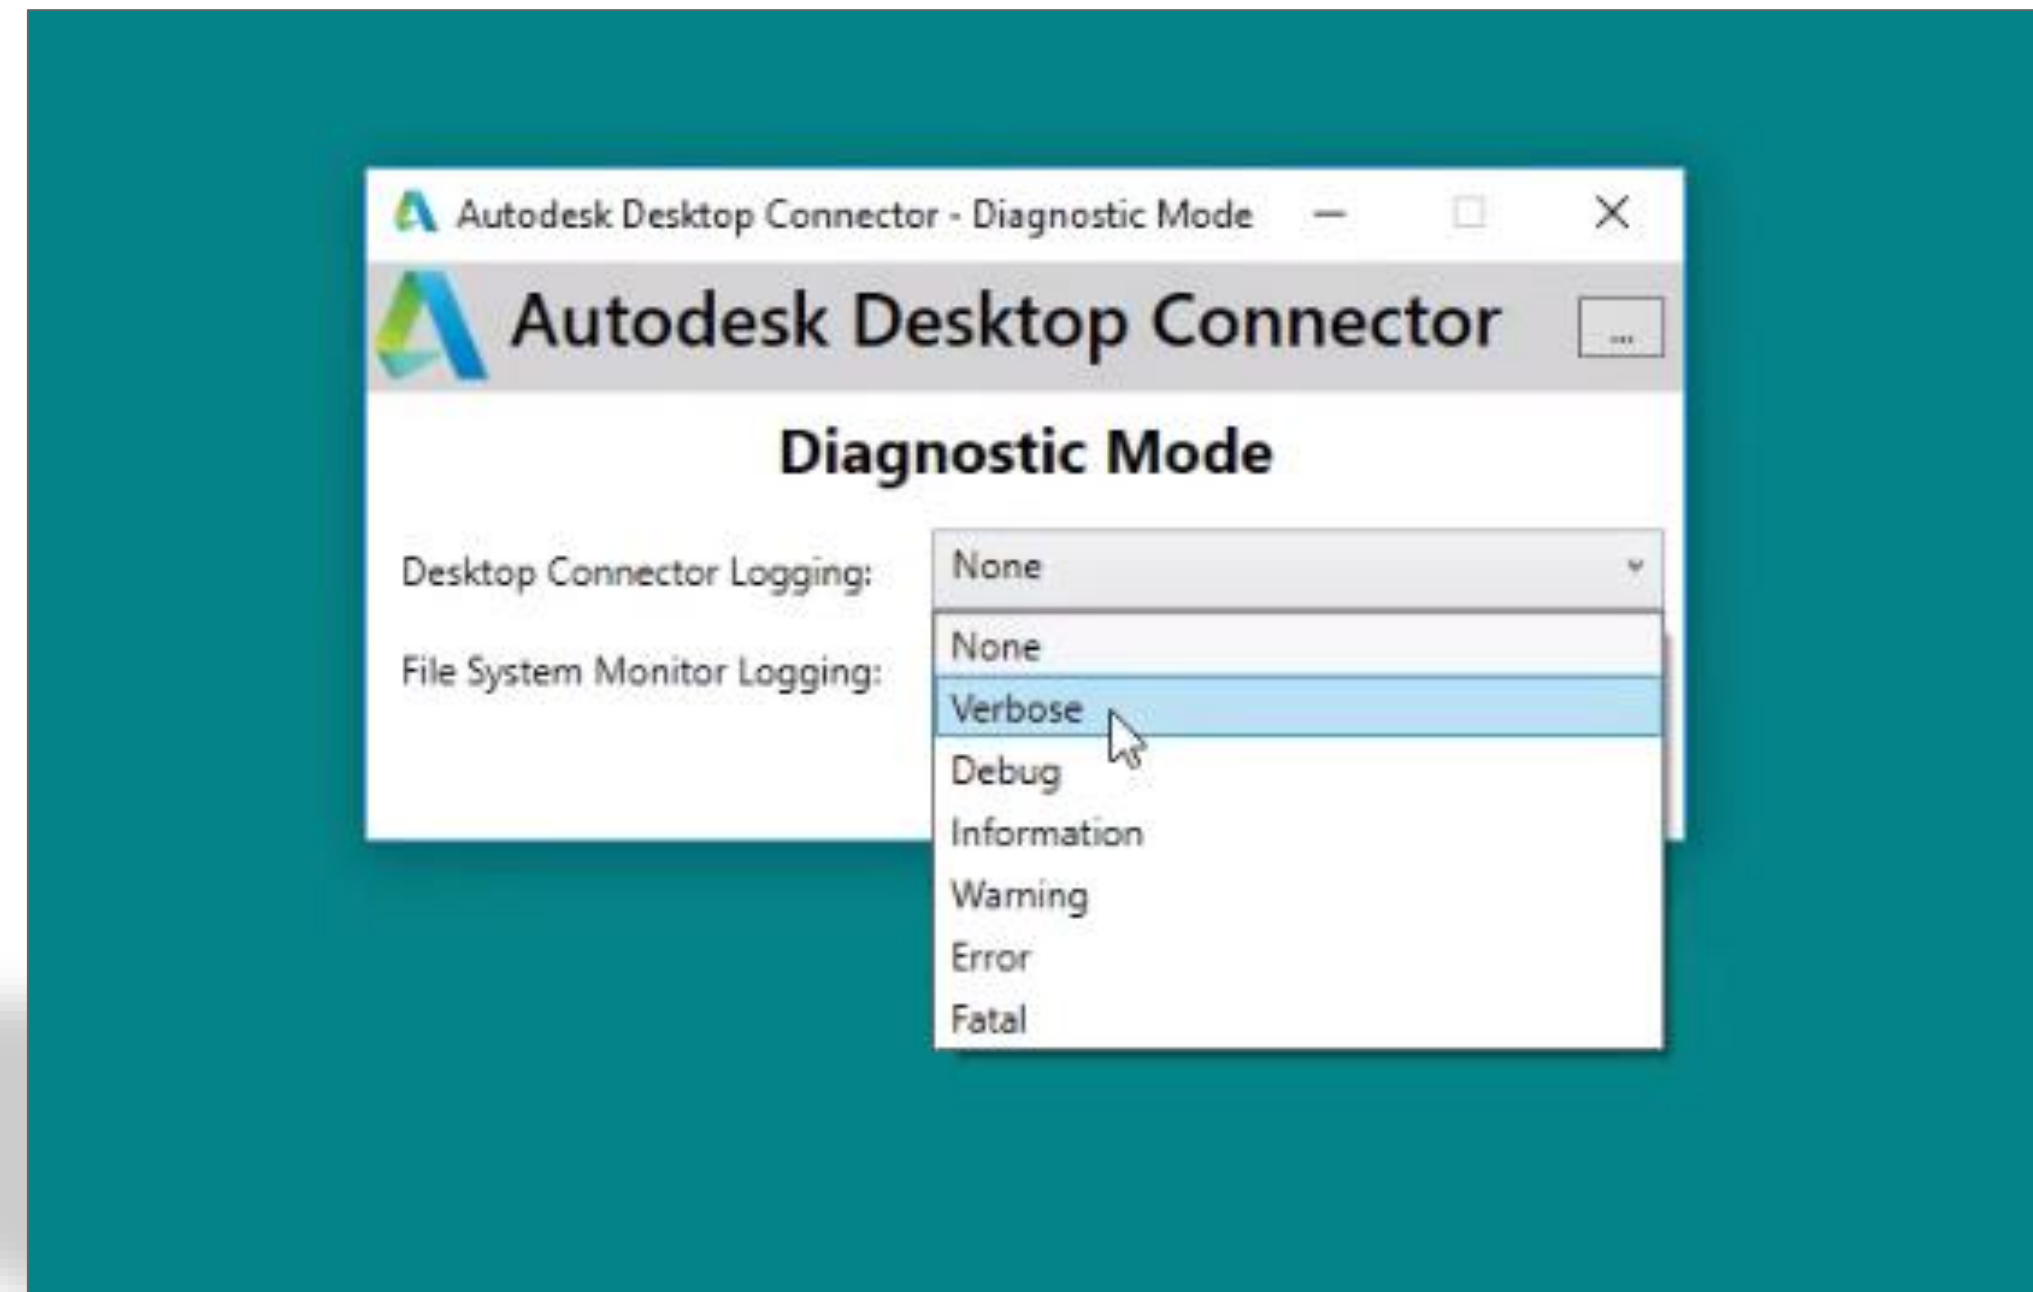 Autodesk Desktop Connector - Diagnostic Mode
Autodesk Desktop Connector
...
Diagnostic Mode
Desktop Connector Logging:
None
File System Monitor Logging:
None
Verbose
Debug
Information
Warning
Error
Fatal